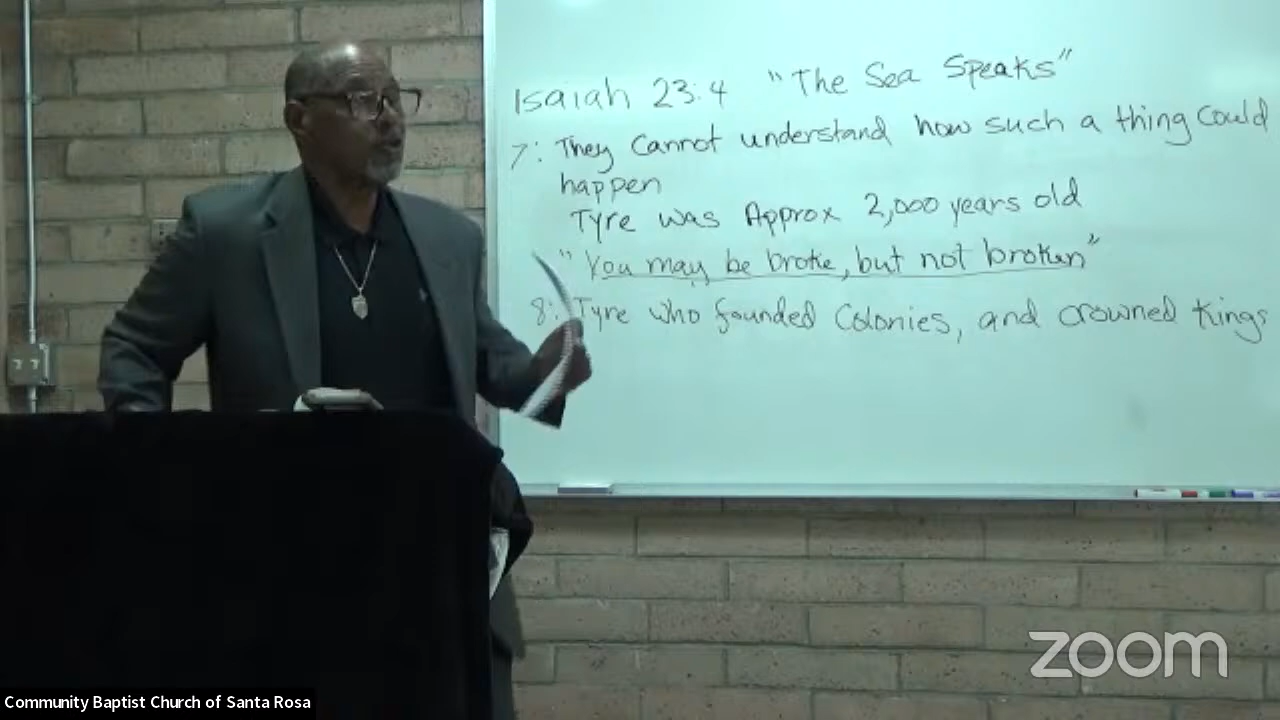 Isaiah 23:4 "The Sea Speaks"
7: They Cannot understand how such a thing Could
happen
Tyre was Approx 2,000 years old
"You may be broke, but not broken"
8: Tyre who founded Colonies, and crowned Kings
zoom
Community Baptist Church of Santa Rosa